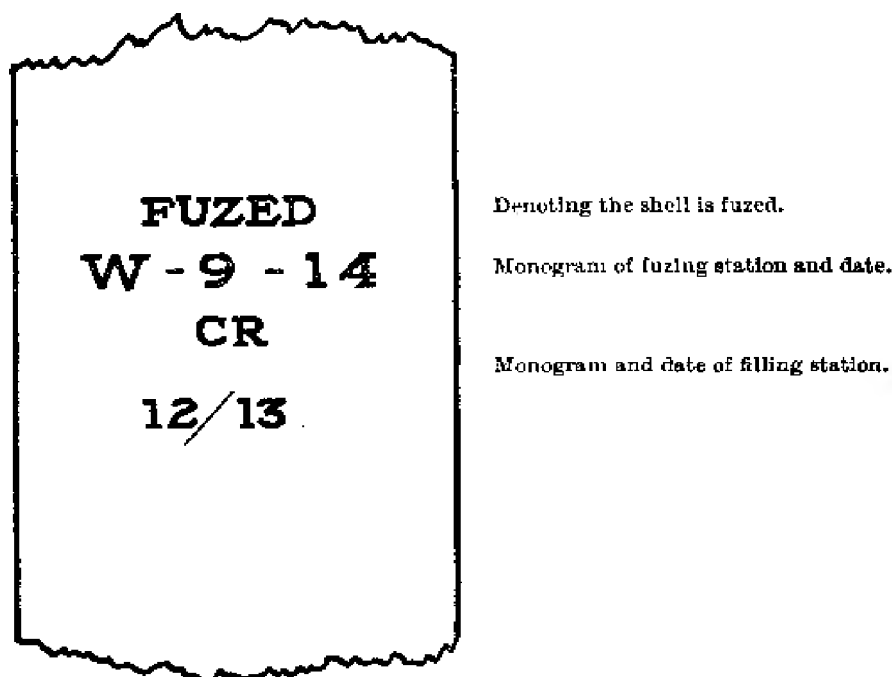 FUZED
Denoting the shell is fuzed.
W - 9 - 14
Monogram of fuzing station and date.
CR
Monogram and date of filling station.
12/13